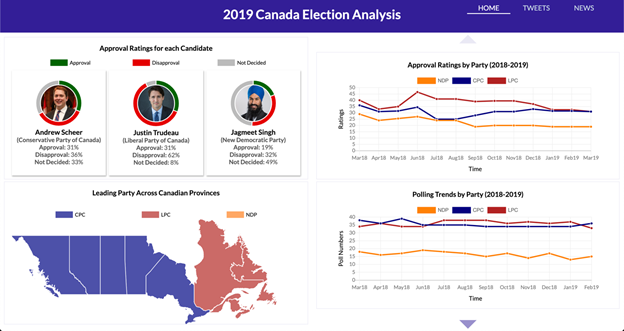 2019 Canada Election Analysis
HOME TWEETS NEWS
Approval Ratings for each Candidate
Approval Disapproval Not Decided
Andrew Scheer
(Conservative Party of Canada)
Approval: 31%
Disapproval: 36%
Not Decided: 33%
Justin Trudeau
(Liberal Party of Canada)
Approval: 31%
Disapproval: 62%
Not Decided: 8%
Jagmeet Singh
(New Democratic Party)
Approval: 19%
Disapproval: 32%
Not Decided: 49%
Leading Party Across Canadian Provinces
CPC LPC NDP
Approval Ratings by Party (2018-2019)
NDP CPC LPC
Ratings
50
45
40
35
30
25
20
15
10
5
0
Mar18 Apr18 May18 Jun18 Jul18 Aug18 Sep18 Oct18 Nov18 Dec18 Jan19 Feb19 Mar19
Time
Polling Trends by Party (2018-2019)
NDP CPC LPC
Poll Numbers
40
35
30
25
20
15
10
5
0
Mar18 Apr18 May18 Jun18 Jul18 Aug18 Sep18 Oct18 Nov18 Dec18 Jan19 Feb19
Time